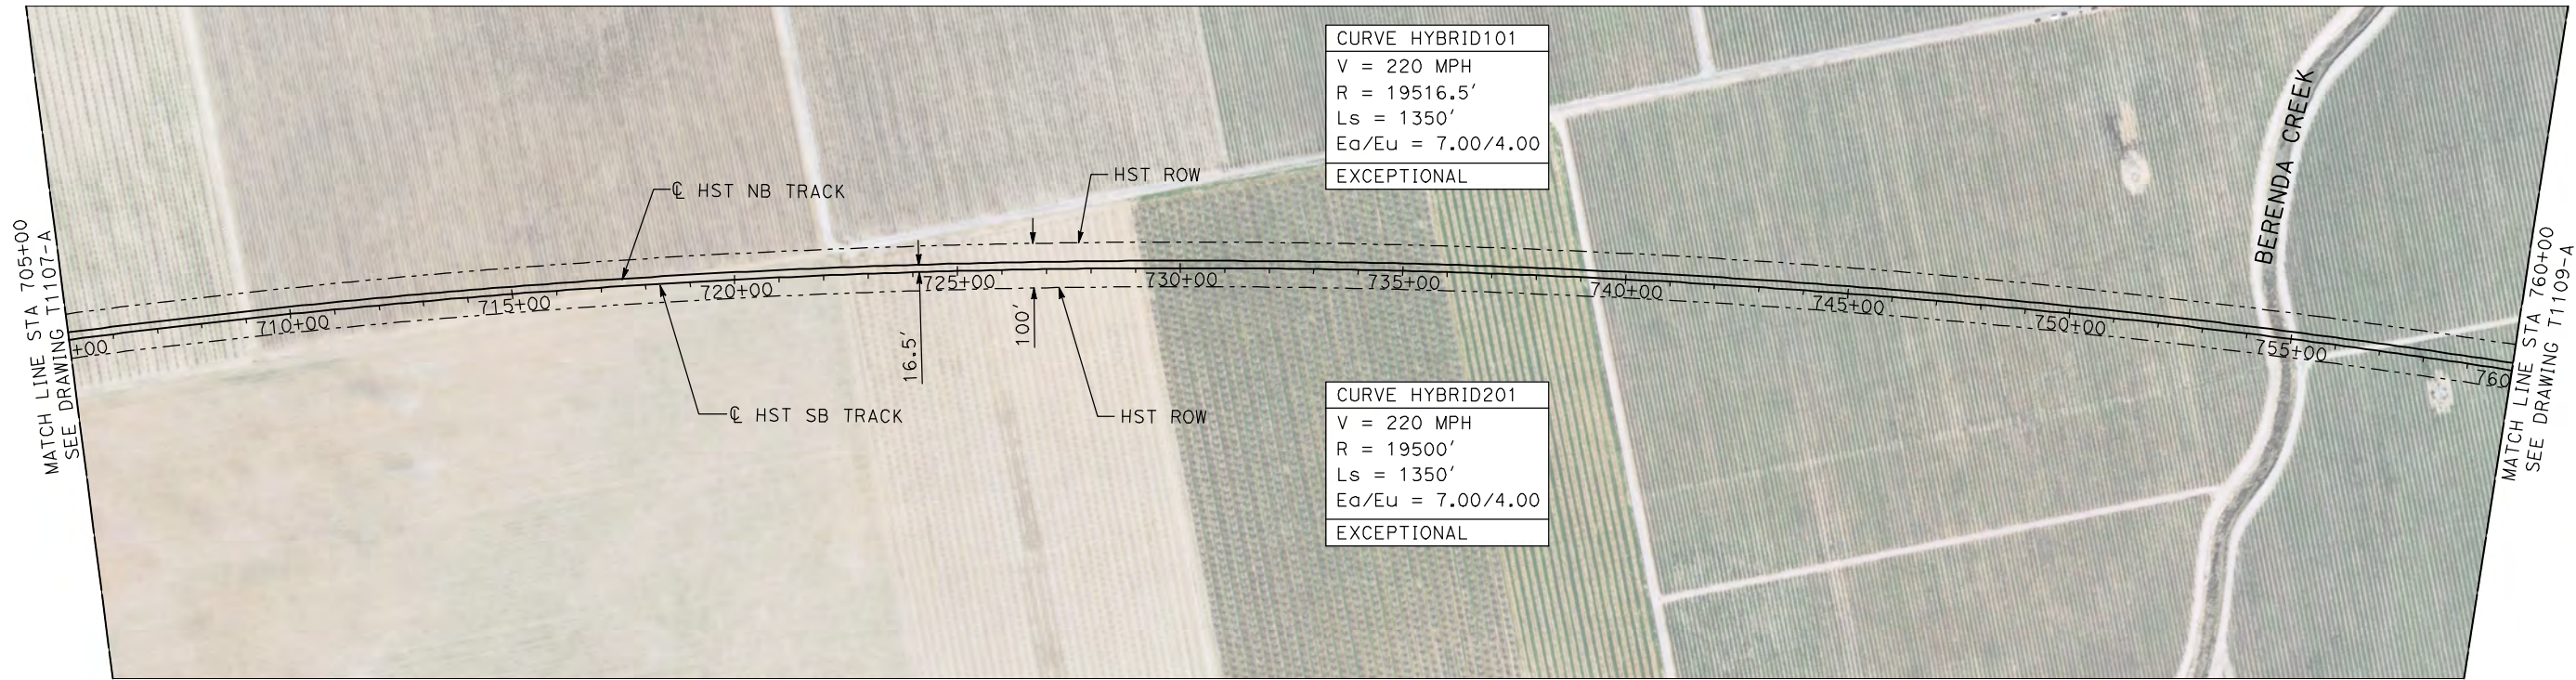 MATCH LINE STA 705+00
SEE DRAWING T1107-A
CURVE HYBRID101
V = 220 MPH
R = 19516.5'
Ls = 1350'
Ea/Eu = 7.00/4.00
EXCEPTIONAL
℄ HST NB TRACK
HST ROW
BERENDA CREEK
+00
710+00
715+00
720+00
725+00
730+00
735+00
740+00
745+00
750+00
755+00
760
16.5'
100'
℄ HST SB TRACK
HST ROW
CURVE HYBRID201
V = 220 MPH
R = 19500'
Ls = 1350'
Ea/Eu = 7.00/4.00
EXCEPTIONAL
MATCH LINE STA 760+00
SEE DRAWING T1109-A